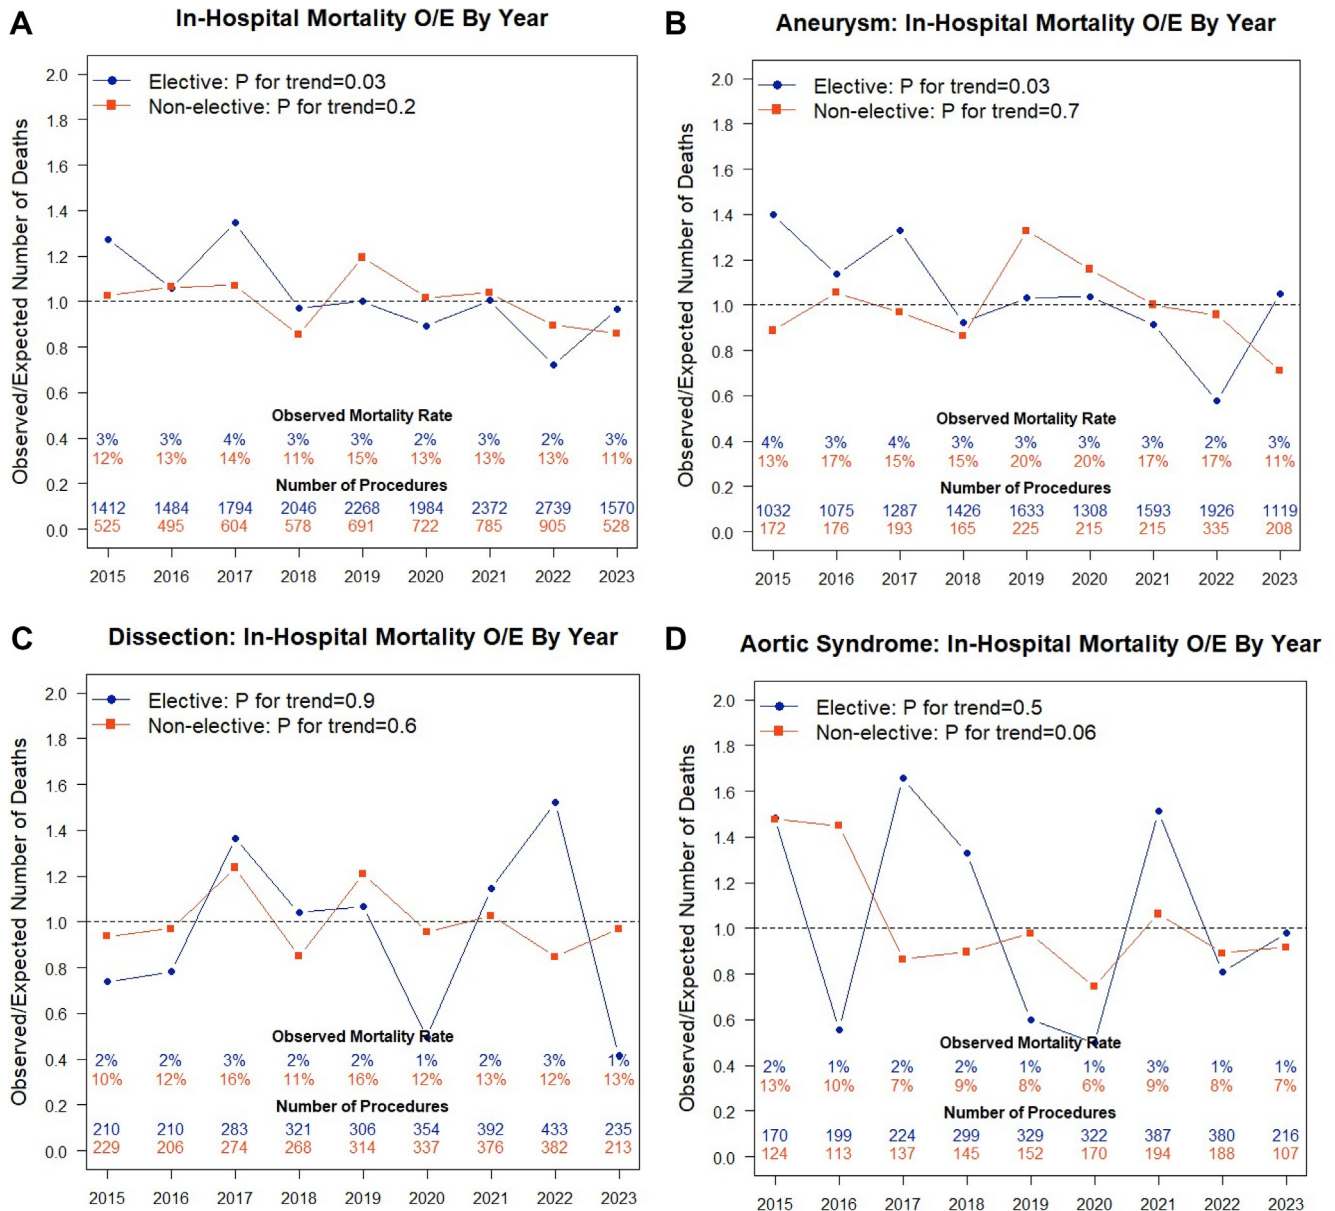 A
In-Hospital Mortality O/E By Year
Observed/Expected Number of Deaths
2.0
1.8
1.6
1.4
1.2
1.0
0.8
0.6
0.4
0.2
0.0
Elective: P for trend=0.03
Non-elective: P for trend=0.2
Observed Mortality Rate
3% 3% 4% 3% 3% 2% 3% 2% 3%
12% 13% 14% 11% 15% 13% 13% 13% 11%
Number of Procedures
1412 1484 1794 2046 2268 1984 2372 2739 1570
525 495 604 578 691 722 785 905 528
2015 2016 2017 2018 2019 2020 2021 2022 2023
B
Aneurysm: In-Hospital Mortality O/E By Year
Observed/Expected Number of Deaths
2.0
1.8
1.6
1.4
1.2
1.0
0.8
0.6
0.4
0.2
0.0
Elective: P for trend=0.03
Non-elective: P for trend=0.7
Observed Mortality Rate
4% 3% 4% 3% 3% 3% 3% 2% 3%
13% 17% 15% 15% 20% 20% 17% 17% 11%
Number of Procedures
1032 1075 1287 1426 1633 1308 1593 1926 1119
172 176 193 165 225 215 215 335 208
2015 2016 2017 2018 2019 2020 2021 2022 2023
C
Dissection: In-Hospital Mortality O/E By Year
Observed/Expected Number of Deaths
2.0
1.8
1.6
1.4
1.2
1.0
0.8
0.6
0.4
0.2
0.0
Elective: P for trend=0.9
Non-elective: P for trend=0.6
Observed Mortality Rate
2% 2% 3% 2% 2% 1% 2% 3% 1%
10% 12% 16% 11% 16% 12% 13% 12% 13%
Number of Procedures
210 210 283 321 306 354 392 433 235
229 206 274 268 314 337 376 382 213
2015 2016 2017 2018 2019 2020 2021 2022 2023
D
Aortic Syndrome: In-Hospital Mortality O/E By Year
Observed/Expected Number of Deaths
2.0
1.8
1.6
1.4
1.2
1.0
0.8
0.6
0.4
0.2
0.0
Elective: P for trend=0.5
Non-elective: P for trend=0.06
Observed Mortality Rate
2% 1% 2% 2% 1% 1% 3% 1% 1%
13% 10% 7% 9% 8% 6% 9% 8% 7%
Number of Procedures
170 199 224 299 329 322 387 380 216
124 113 137 145 152 170 194 188 107
2015 2016 2017 2018 2019 2020 2021 2022 2023